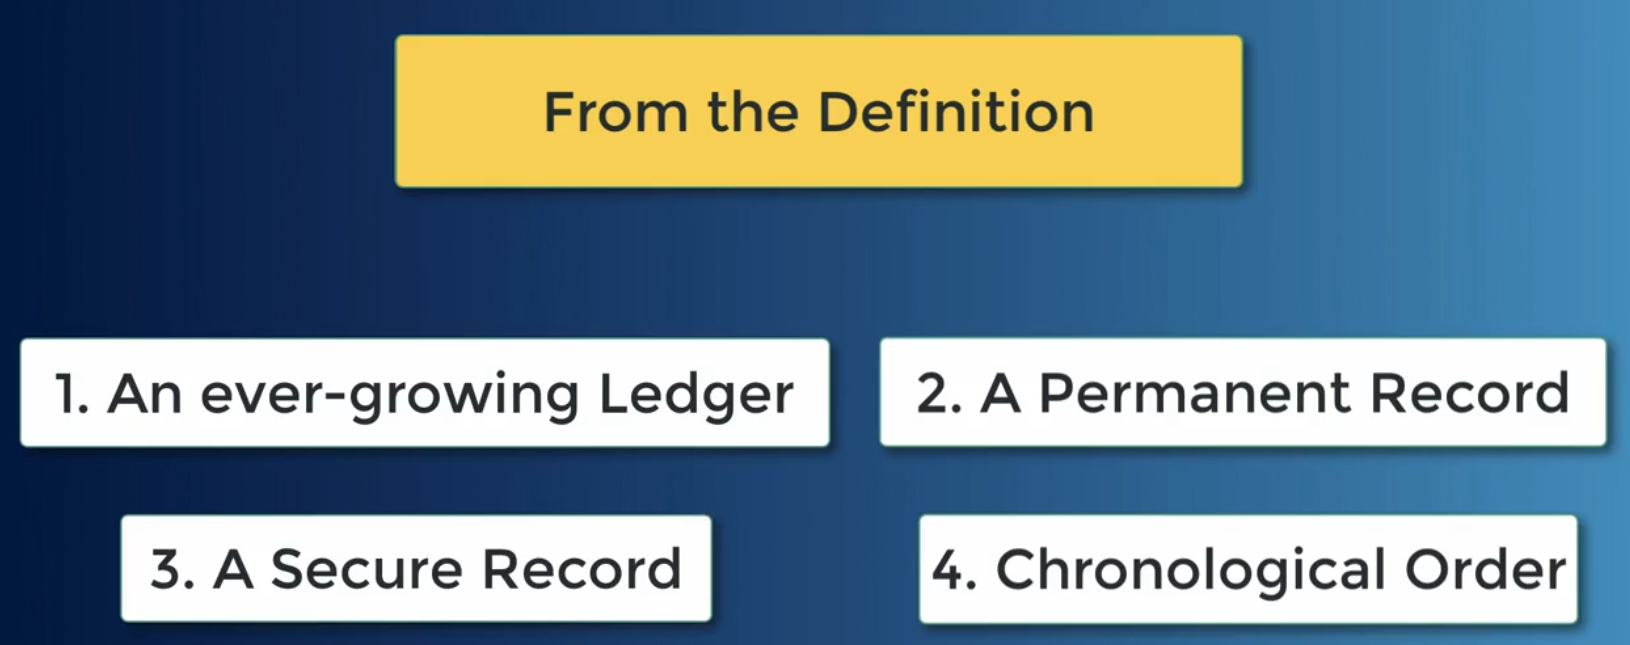 From the Definition
1. An ever-growing Ledger
2. A Permanent Record
3. A Secure Record
4. Chronological Order